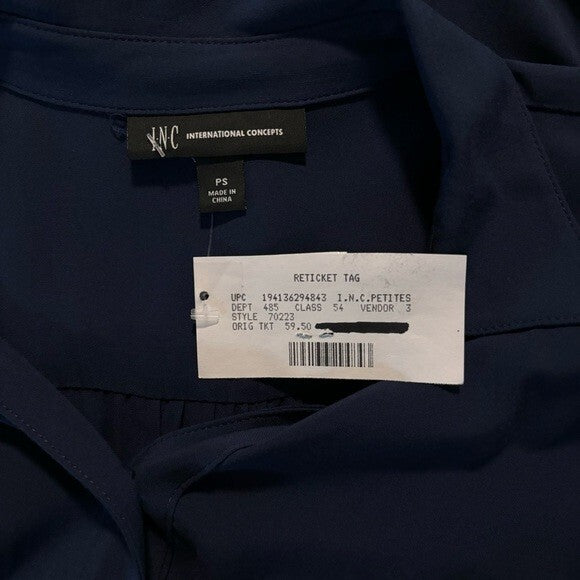 I.N.C INTERNATIONAL CONCEPTS
PS
MADE IN
CHINA
RETICKET TAG
UPC 194136294843 I.N.C.PETITES
DEPT 485 CLASS 54 VENDOR 3
STYLE 70223
ORIG TKT 59.50